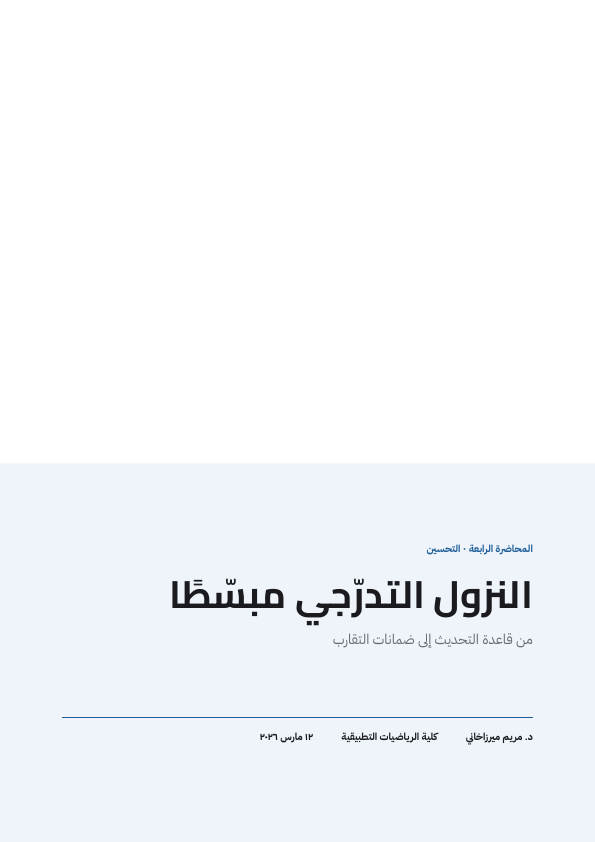 المحاضرة الرابعة · التحسين
النزول التدرّجي مبسّطًا
من قاعدة التحديث إلى ضمانات التقارب
د. مريم ميرزاخاني
كلية الرياضيات التطبيقية
١٢ مارس ٢٠٢٦